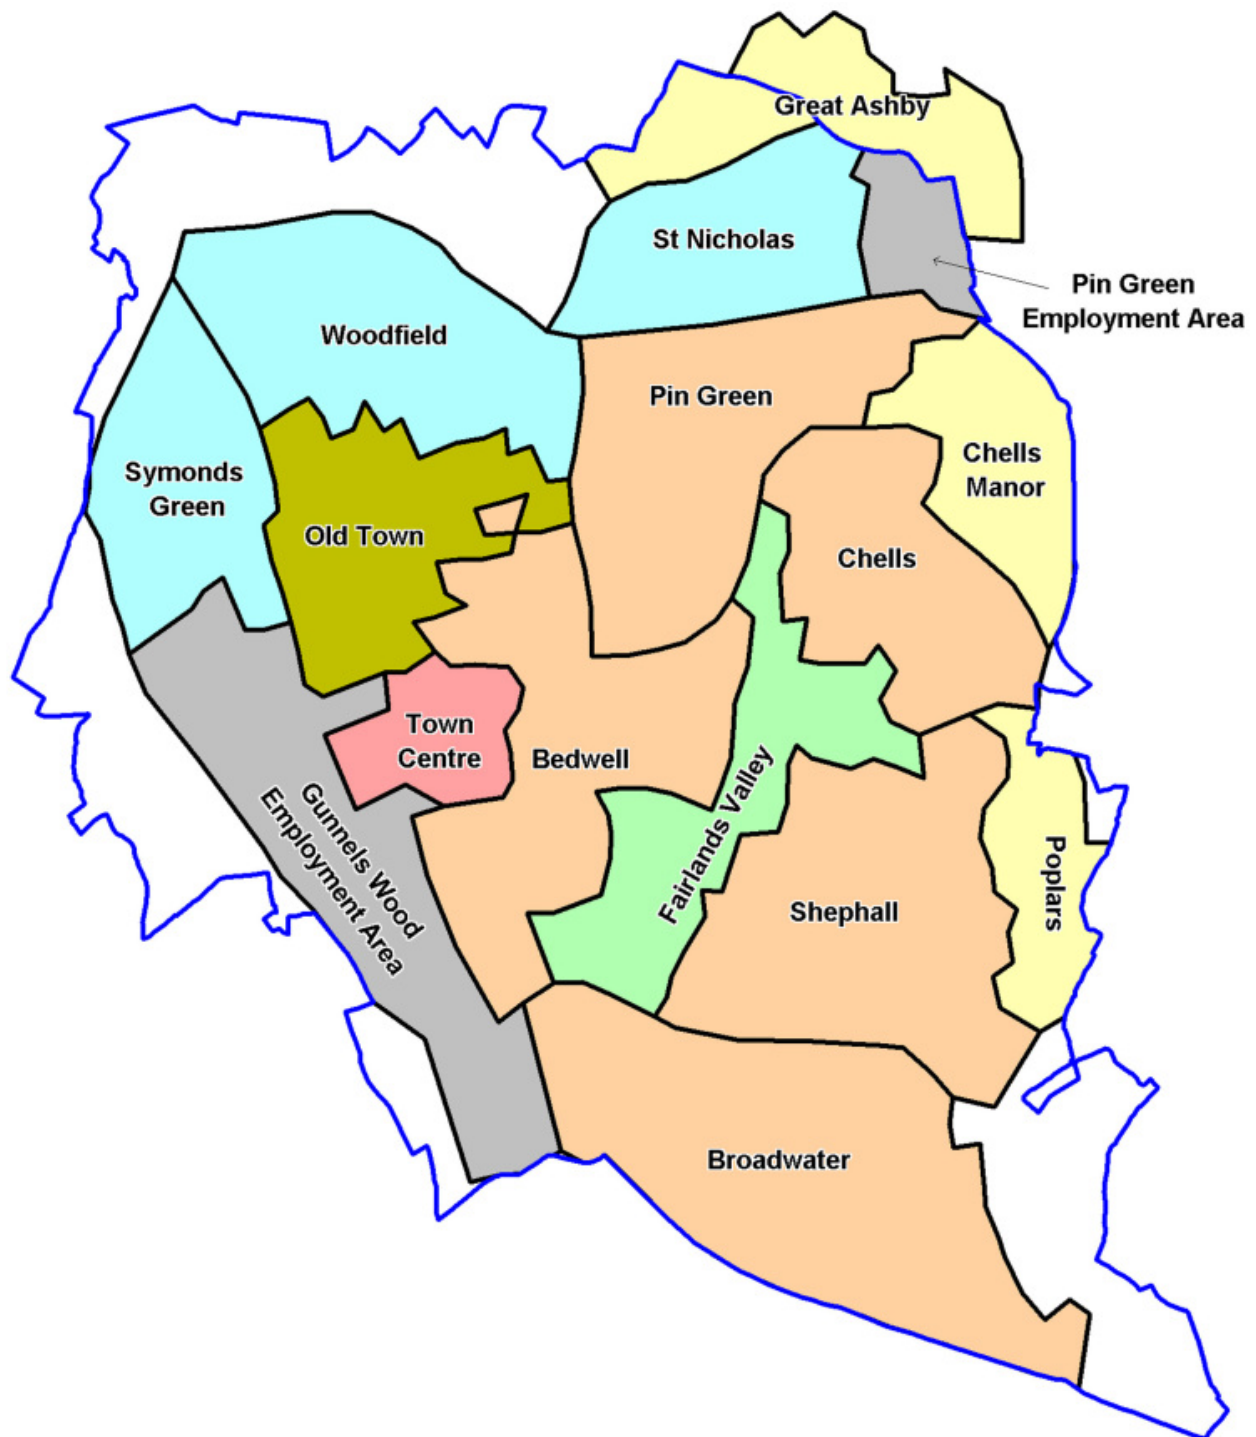 Great Ashby
St Nicholas
Pin Green
Employment Area
Woodfield
Pin Green
Chells
Manor
Symonds
Green
Old Town
Chells
Town
Centre
Bedwell
Fairlands Valley
Gunnels Wood
Employment Area
Poplars
Shephall
Broadwater